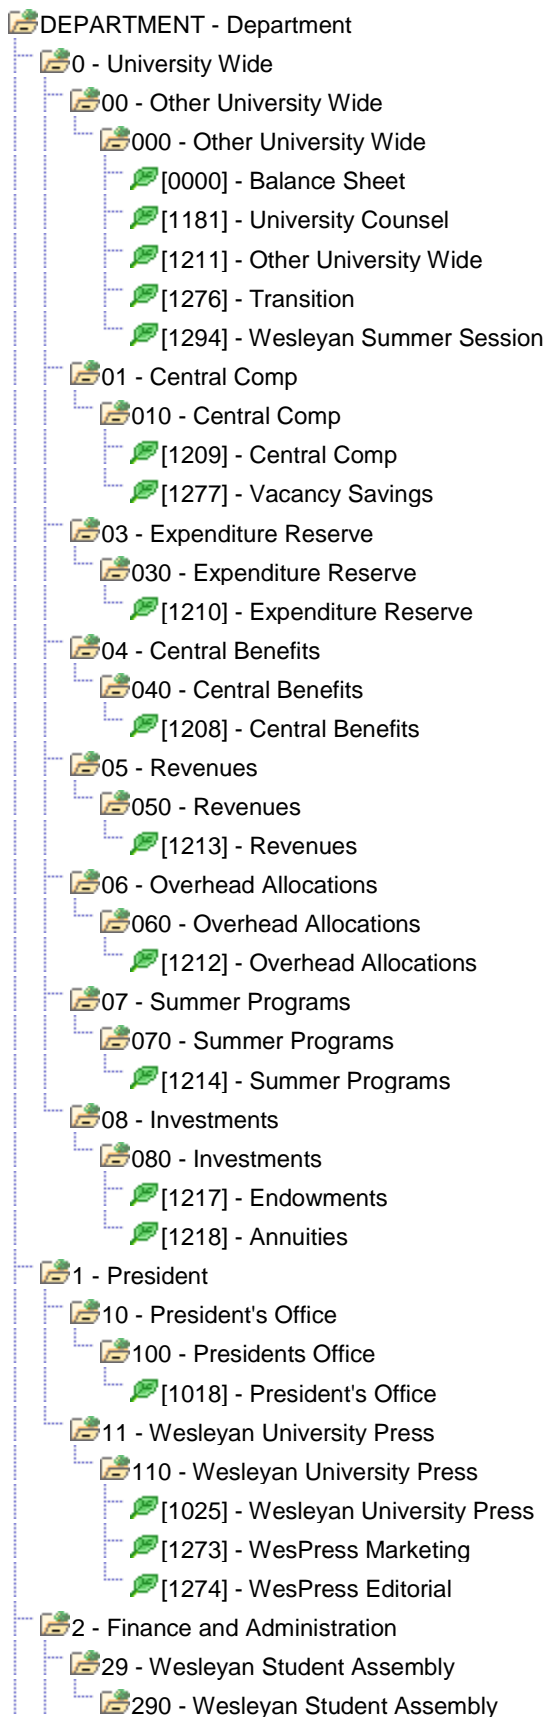 DEPARTMENT - Department
0 - University Wide
00 - Other University Wide
000 - Other University Wide
[0000] - Balance Sheet
[1181] - University Counsel
[1211] - Other University Wide
[1276] - Transition
[1294] - Wesleyan Summer Session
01 - Central Comp
010 - Central Comp
[1209] - Central Comp
[1277] - Vacancy Savings
03 - Expenditure Reserve
030 - Expenditure Reserve
[1210] - Expenditure Reserve
04 - Central Benefits
040 - Central Benefits
[1208] - Central Benefits
05 - Revenues
050 - Revenues
[1213] - Revenues
06 - Overhead Allocations
060 - Overhead Allocations
[1212] - Overhead Allocations
07 - Summer Programs
070 - Summer Programs
[1214] - Summer Programs
08 - Investments
080 - Investments
[1217] - Endowments
[1218] - Annuities
1 - President
10 - President's Office
100 - Presidents Office
[1018] - President's Office
11 - Wesleyan University Press
110 - Wesleyan University Press
[1025] - Wesleyan University Press
[1273] - WesPress Marketing
[1274] - WesPress Editorial
2 - Finance and Administration
29 - Wesleyan Student Assembly
290 - Wesleyan Student Assembly